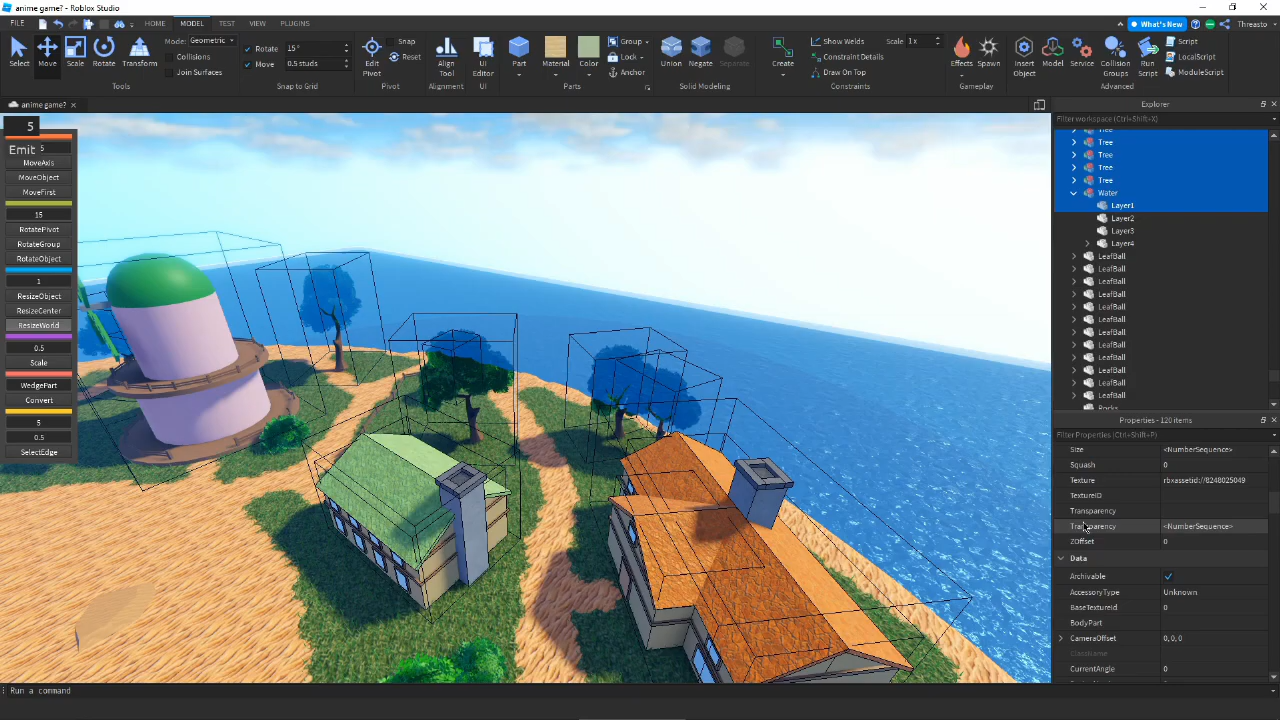 anime game? - Roblox Studio
FILE
HOME
MODEL
TEST
VIEW
PLUGINS
What's New
Threasto
Select
Move
Scale
Rotate
Transform
Mode: Geometric
Collisions
Join Surfaces
Tools
Rotate 15 °
Move 0.5 studs
Snap to Grid
Edit Pivot
Snap
Reset
Pivot
Align Tool
Alignment
UI Editor
UI
Part
Material
Color
Group
Lock
Anchor
Parts
Union
Negate
Separate
Solid Modeling
Create
Show Welds
Constraint Details
Draw On Top
Scale 1 x
Constraints
Effects
Spawn
Gameplay
Insert Object
Model
Service
Collision Groups
Run Script
Script
LocalScript
ModuleScript
Advanced
anime game?
5
Emit 5
MoveAxis
MoveObject
MoveFirst
15
RotatePivot
RotateGroup
RotateObject
1
ResizeObject
ResizeCenter
ResizeWorld
0.5
Scale
WedgePart
Convert
5
0.5
SelectEdge
Explorer
Filter workspace (Ctrl+Shift+X)
Tree
Tree
Tree
Tree
Tree
Water
Layer1
Layer2
Layer3
Layer4
LeafBall
LeafBall
LeafBall
LeafBall
LeafBall
LeafBall
LeafBall
LeafBall
LeafBall
LeafBall
LeafBall
LeafBall
Rocks
Properties - 120 items
Filter Properties (Ctrl+Shift+P)
Size <NumberSequence>
Squash 0
Texture rbxassetid://8248025049
TextureID
Transparency
Transparency <NumberSequence>
ZOffset 0
Data
Archivable
AccessoryType Unknown
BaseTextureId 0
BodyPart
CameraOffset 0, 0, 0
ClassName
CurrentAngle 0
Run a command